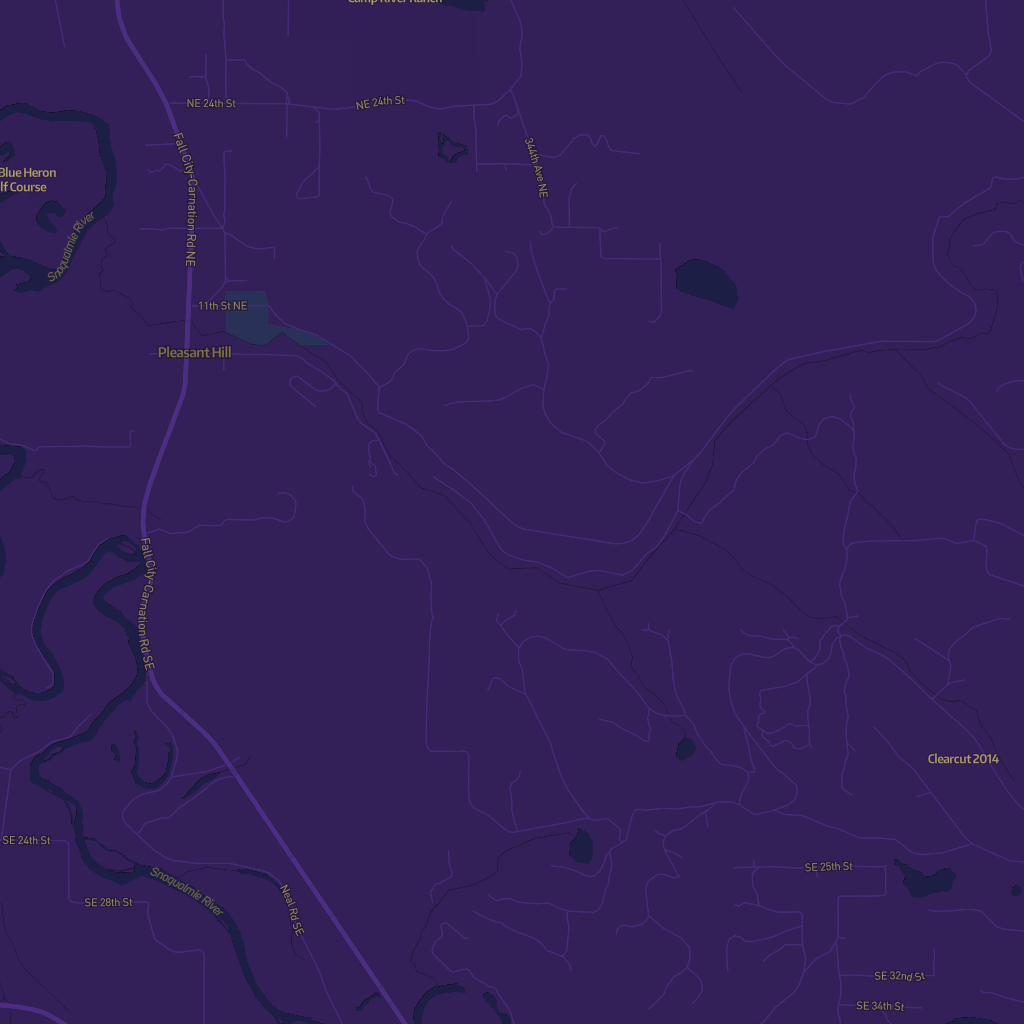 Camp River Ranch
NE 24th St
NE 24th St
Fall City-Carnation Rd NE
344th Ave NE
Blue Heron
lf Course
Snoqualmie River
11th St NE
Pleasant Hill
Fall City-Carnation Rd SE
Clearcut 2014
SE 24th St
SE 25th St
Snoqualmie River
SE 28th St
Neal Rd SE
SE 32nd St
SE 34th St